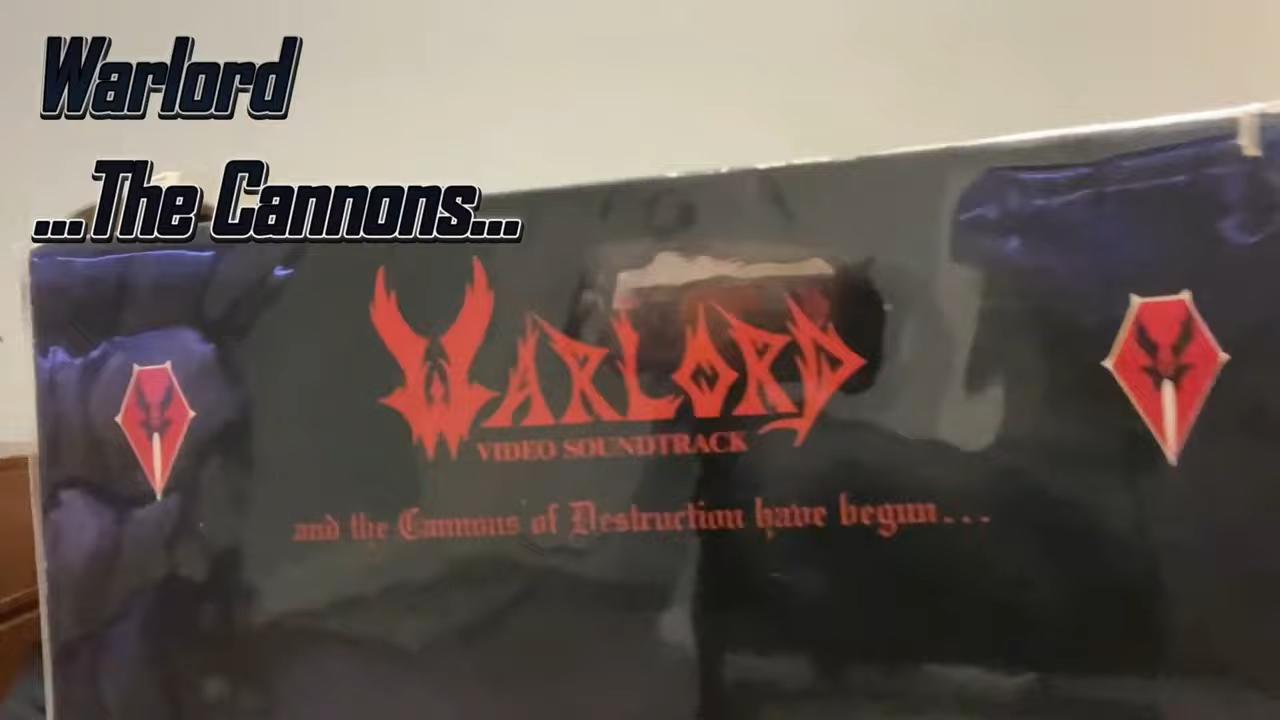 Warlord
...The Cannons...
WARLORD
VIDEO SOUNDTRACK
and the Cannons of Destruction have begun...